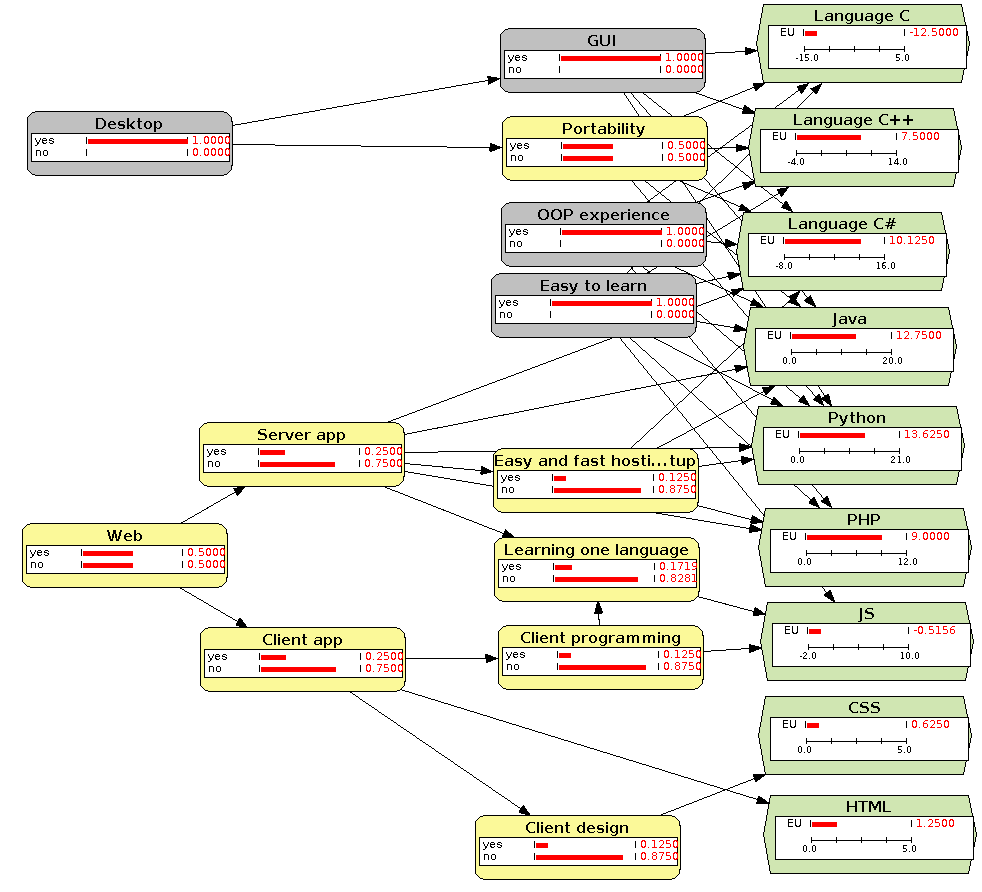 Language C
EU -12.5000
-15.0 5.0
GUI
yes 1.0000
no 0.0000
Desktop
yes 1.0000
no 0.0000
Portability
yes 0.5000
no 0.5000
Language C++
EU 7.5000
-4.0 14.0
OOP experience
yes 1.0000
no 0.0000
Language C#
EU 10.1250
-8.0 16.0
Easy to learn
yes 1.0000
no 0.0000
Java
EU 12.7500
0.0 20.0
Server app
yes 0.2500
no 0.7500
Python
EU 13.6250
0.0 21.0
Easy and fast hosti...tup
yes 0.1250
no 0.8750
Web
yes 0.5000
no 0.5000
PHP
EU 9.0000
0.0 12.0
Learning one language
yes 0.1719
no 0.8281
Client app
yes 0.2500
no 0.7500
Client programming
yes 0.1250
no 0.8750
JS
EU -0.5156
-2.0 10.0
CSS
EU 0.6250
0.0 5.0
Client design
yes 0.1250
no 0.8750
HTML
EU 1.2500
0.0 5.0